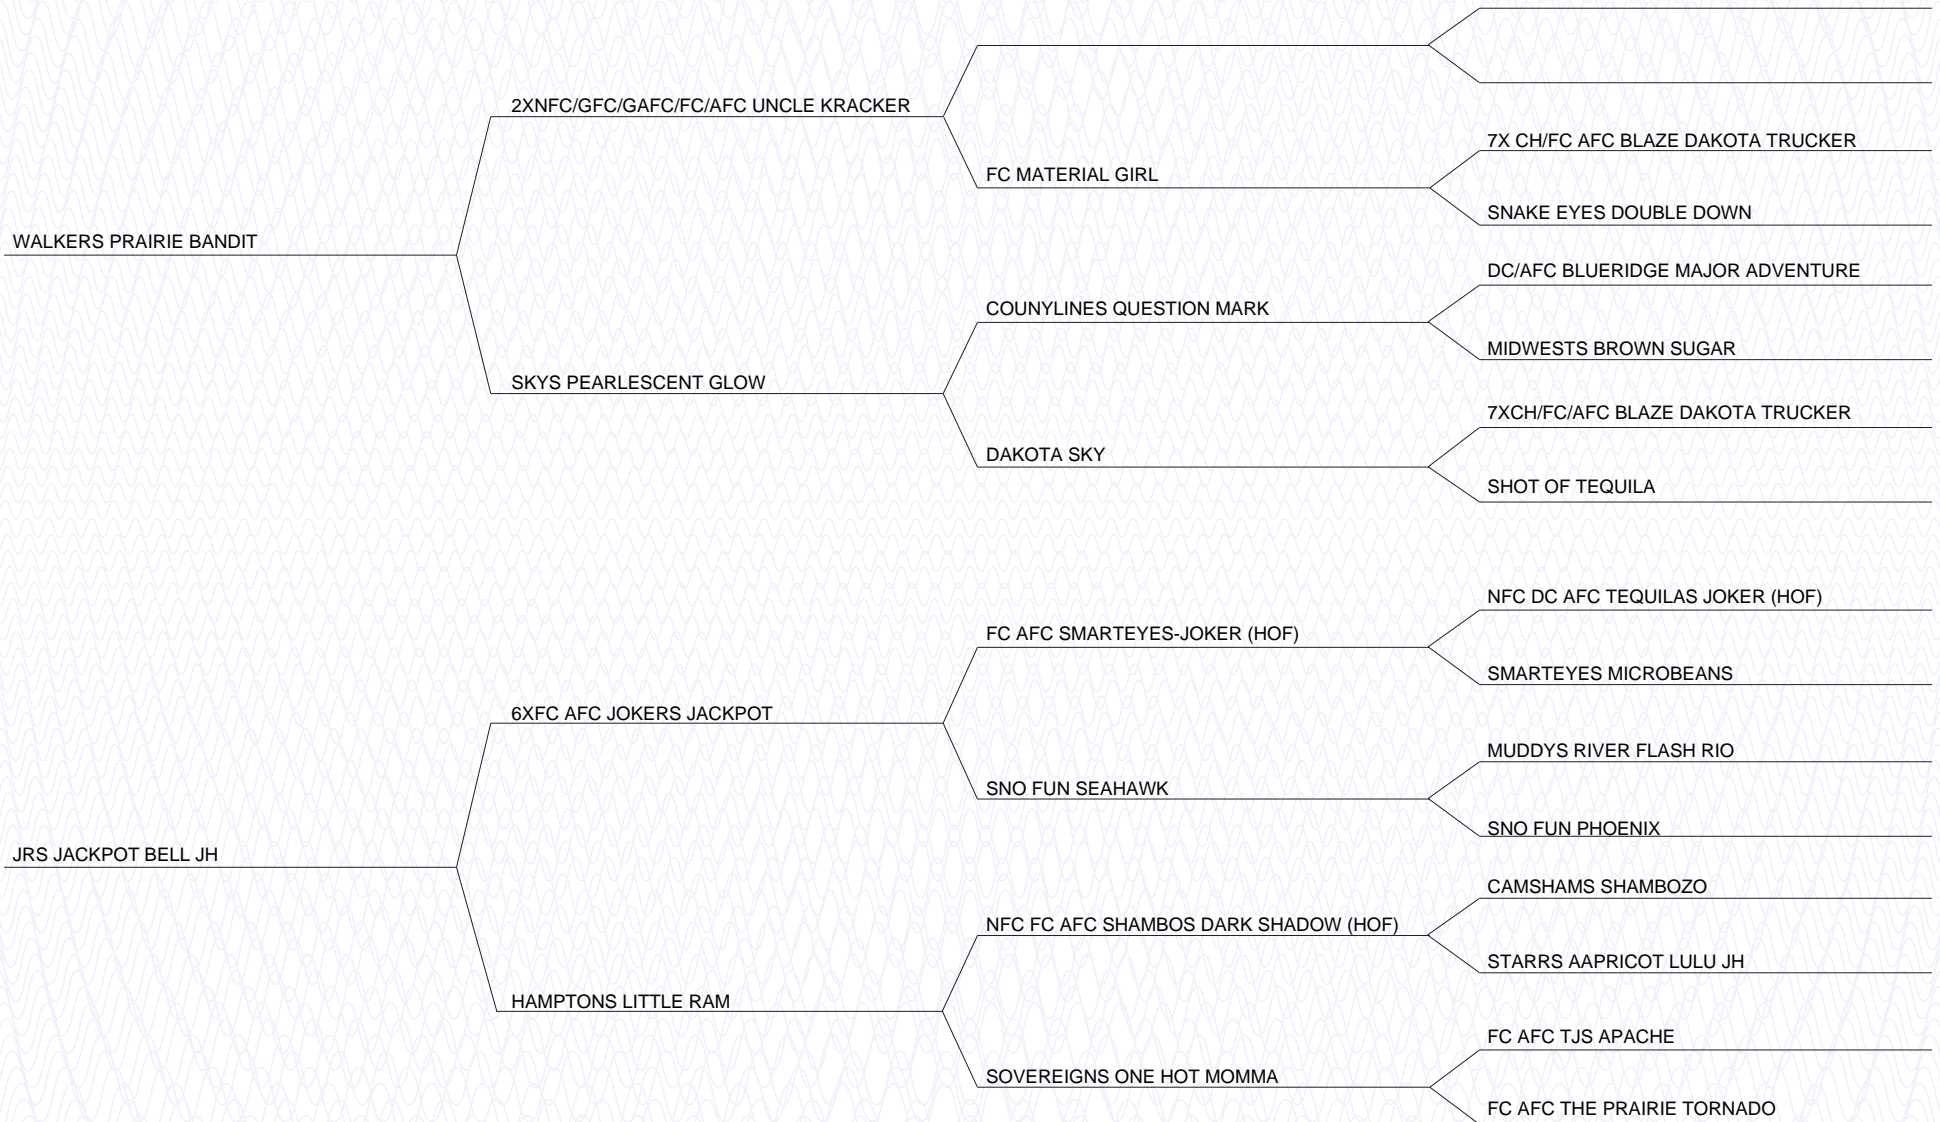 2XNFC/GFC/GAFC/FC/AFC UNCLE KRACKER
7X CH/FC AFC BLAZE DAKOTA TRUCKER
FC MATERIAL GIRL
SNAKE EYES DOUBLE DOWN
WALKERS PRAIRIE BANDIT
DC/AFC BLUERIDGE MAJOR ADVENTURE
COUNYLINES QUESTION MARK
MIDWESTS BROWN SUGAR
SKYS PEARLESCENT GLOW
7XCH/FC/AFC BLAZE DAKOTA TRUCKER
DAKOTA SKY
SHOT OF TEQUILA
NFC DC AFC TEQUILAS JOKER (HOF)
FC AFC SMARTEYES-JOKER (HOF)
SMARTEYES MICROBEANS
6XFC AFC JOKERS JACKPOT
MUDDYS RIVER FLASH RIO
SNO FUN SEAHAWK
SNO FUN PHOENIX
JRS JACKPOT BELL JH
CAMSHAMS SHAMBOZO
NFC FC AFC SHAMBOS DARK SHADOW (HOF)
STARRS AAPRICOT LULU JH
HAMPTONS LITTLE RAM
FC AFC TJS APACHE
SOVEREIGNS ONE HOT MOMMA
FC AFC THE PRAIRIE TORNADO